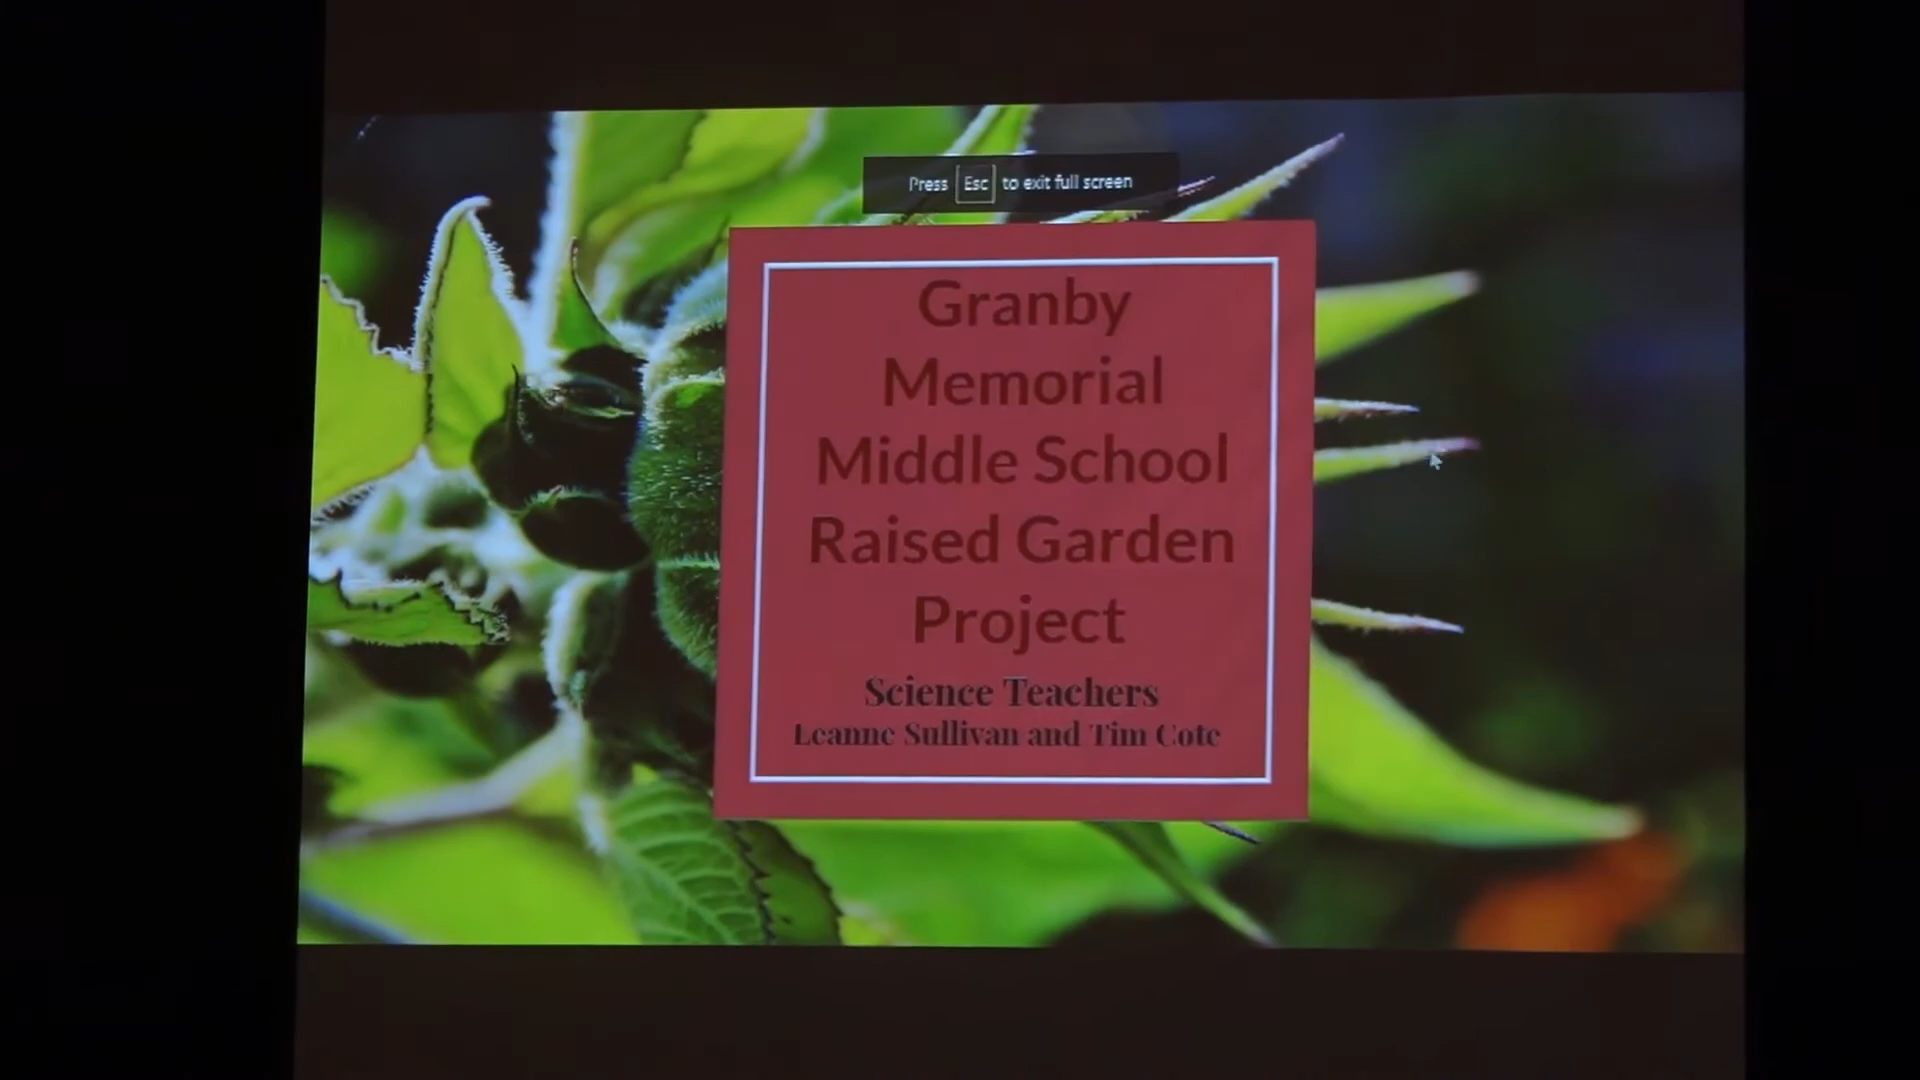 Press Esc to exit full screen
Granby
Memorial
Middle School
Raised Garden
Project
Science Teachers
Leanne Sullivan and Tim Cote